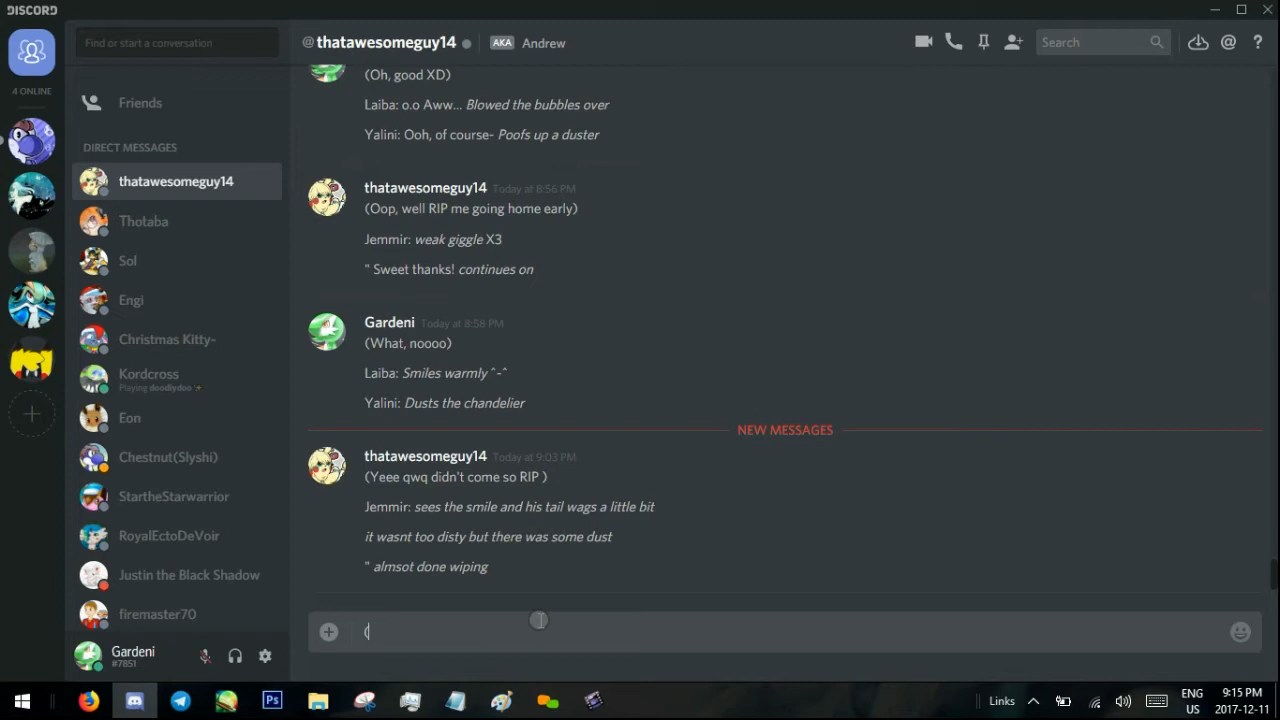 DISCORD
Find or start a conversation
@thatawesomeguy14 AKA Andrew
Search
4 ONLINE
Friends
DIRECT MESSAGES
thatawesomeguy14
Thotaba
Sol
Engi
Christmas Kitty~
Kordcross
Playing doodlydoo ✨
Eon
Chestnut(Slyshi)
StartheStarwarrior
RoyalEctoDeVoir
Justin the Black Shadow
firemaster70
Gardeni
#7851
(Oh, good XD)
Laiba: o.o Aww... Blowed the bubbles over
Yalini: Ooh, of course- Poofs up a duster
thatawesomeguy14 Today at 8:56 PM
(Oop, well RIP me going home early)
Jemmir: weak giggle X3
" Sweet thanks! continues on
Gardeni Today at 8:58 PM
(What, noooo)
Laiba: Smiles warmly ^-^
Yalini: Dusts the chandelier
NEW MESSAGES
thatawesomeguy14 Today at 9:03 PM
(Yeee qwq didn't come so RIP )
Jemmir: sees the smile and his tail wags a little bit
it wasnt too disty but there was some dust
" almsot done wiping
(
Ps
Links
ENG
US
9:15 PM
2017-12-11